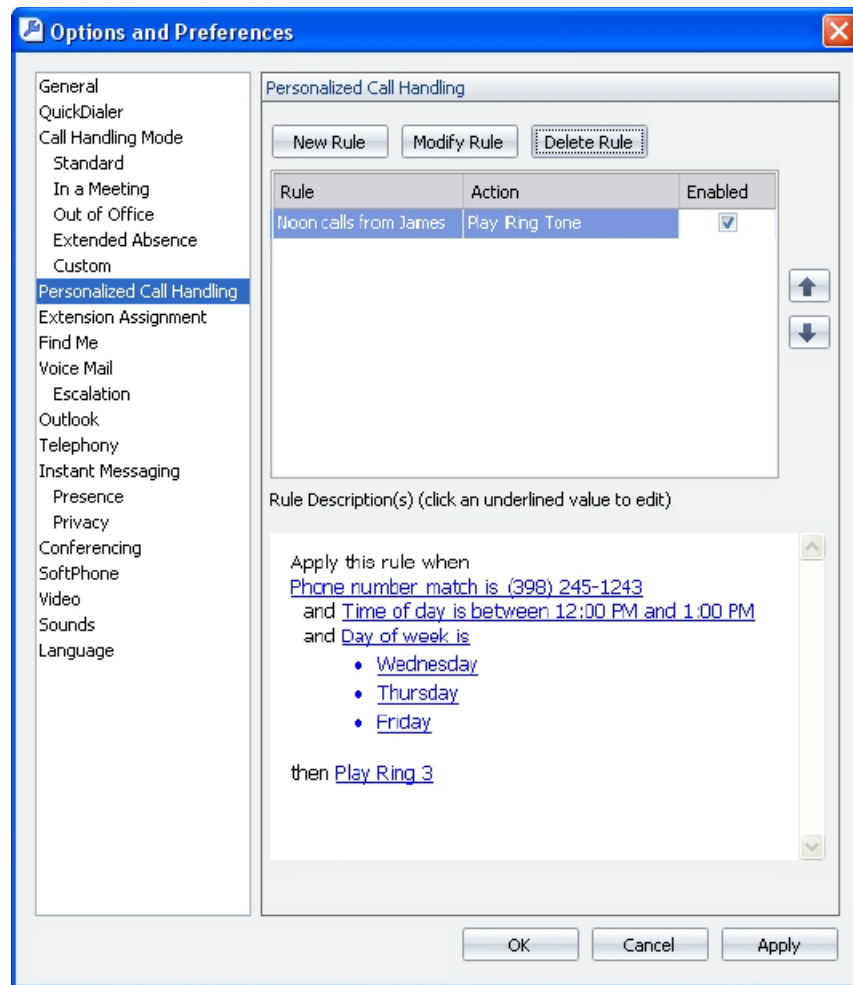 Options and Preferences
General
QuickDialer
Call Handling Mode
Standard
In a Meeting
Out of Office
Extended Absence
Custom
Personalized Call Handling
Extension Assignment
Find Me
Voice Mail
Escalation
Outlook
Telephony
Instant Messaging
Presence
Privacy
Conferencing
SoftPhone
Video
Sounds
Language
Personalized Call Handling
New Rule Modify Rule Delete Rule
Rule Action Enabled
Noon calls from James Play Ring Tone
Rule Description(s) (click an underlined value to edit)
Apply this rule when
Phone number match is (398) 245-1243
and Time of day is between 12:00 PM and 1:00 PM
and Day of week is
• Wednesday
• Thursday
• Friday
then Play Ring 3
OK Cancel Apply